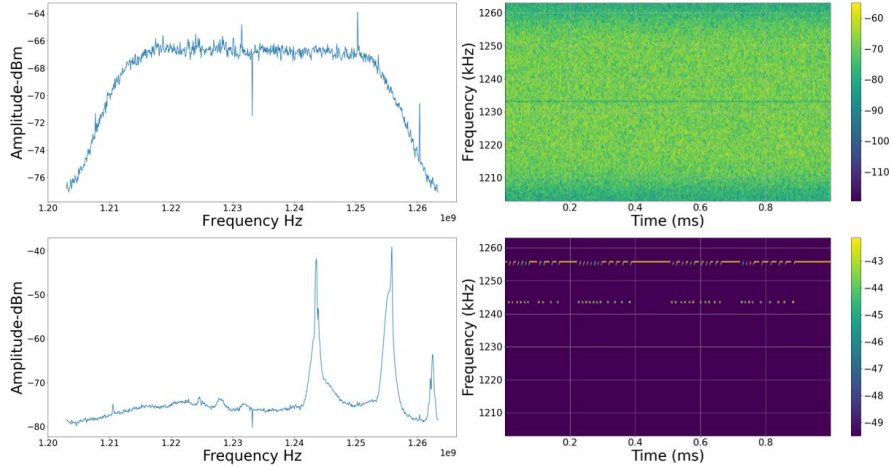 −64
−66
−68
−70
−72
−74
−76
Amplitude-dBm
1.20 1.21 1.22 1.23 1.24 1.25 1.26
1e9
Frequency Hz
1260
1250
1240
1230
1220
1210
Frequency (kHz)
0.2 0.4 0.6 0.8
Time (ms)
−60
−70
−80
−90
−100
−110
−40
−50
−60
−70
−80
Amplitude-dBm
1.20 1.21 1.22 1.23 1.24 1.25 1.26
1e9
Frequency Hz
1260
1250
1240
1230
1220
1210
Frequency (kHz)
0.2 0.4 0.6 0.8
Time (ms)
−43
−44
−45
−46
−47
−48
−49